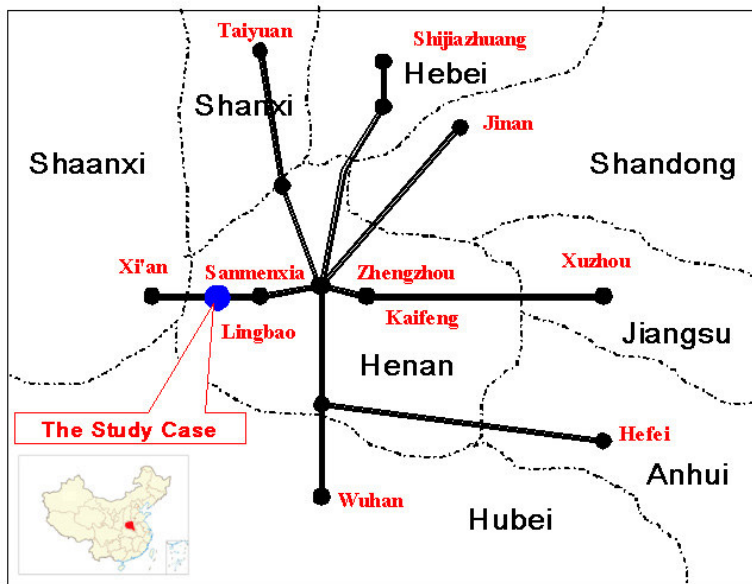 Taiyuan
Shijiazhuang
Hebei
Shanxi
Jinan
Shaanxi
Shandong
Xi'an
Sanmenxia
Zhengzhou
Xuzhou
Lingbao
Kaifeng
Jiangsu
Henan
The Study Case
Hefei
Anhui
Wuhan
Hubei